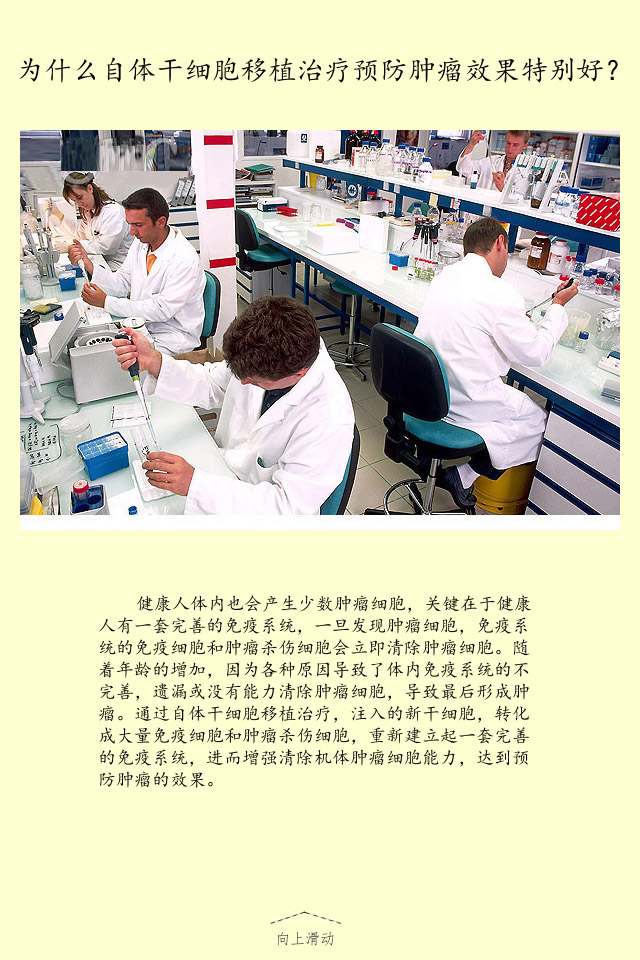 为什么自体干细胞移植治疗预防肿瘤效果特别好？
健康人体内也会产生少数肿瘤细胞，关键在于健康
人有一套完善的免疫系统，一旦发现肿瘤细胞，免疫系
统的免疫细胞和肿瘤杀伤细胞会立即清除肿瘤细胞。随
着年龄的增加，因为各种原因导致了体内免疫系统的不
完善，遗漏或没有能力清除肿瘤细胞，导致最后形成肿
瘤。通过自体干细胞移植治疗，注入的新干细胞，转化
成大量免疫细胞和肿瘤杀伤细胞，重新建立起一套完善
的免疫系统，进而增强清除机体肿瘤细胞能力，达到预
防肿瘤的效果。
向上滑动